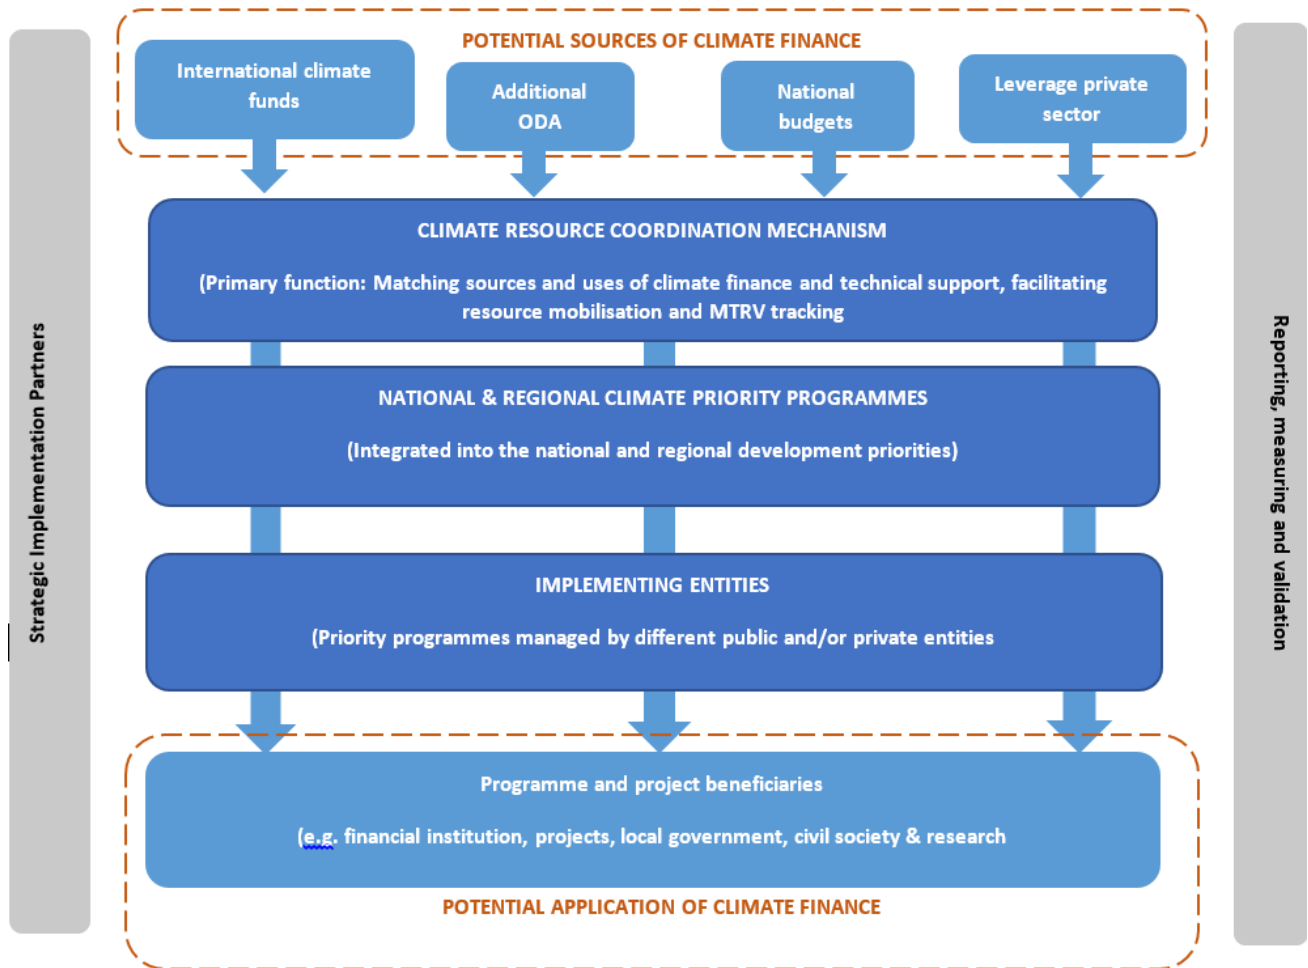 POTENTIAL SOURCES OF CLIMATE FINANCE
International climate
funds
Additional
ODA
National
budgets
Leverage private
sector
CLIMATE RESOURCE COORDINATION MECHANISM
(Primary function: Matching sources and uses of climate finance and technical support, facilitating
resource mobilisation and MTRV tracking
NATIONAL & REGIONAL CLIMATE PRIORITY PROGRAMMES
(Integrated into the national and regional development priorities)
IMPLEMENTING ENTITIES
(Priority programmes managed by different public and/or private entities
Programme and project beneficiaries
(e.g. financial institution, projects, local government, civil society & research
POTENTIAL APPLICATION OF CLIMATE FINANCE
Strategic Implementation Partners
Reporting, measuring and validation